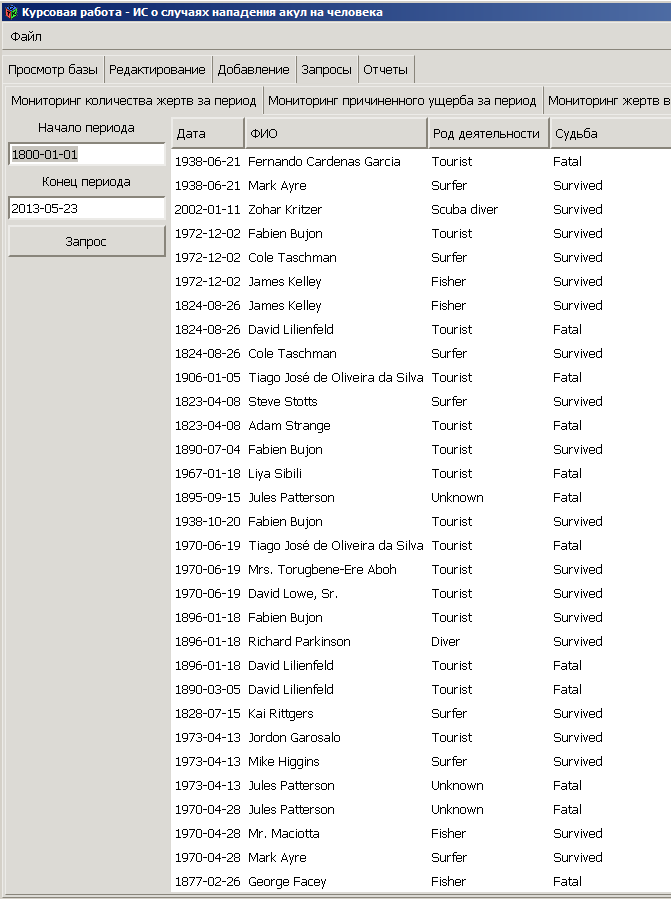 Курсовая работа - ИС о случаях нападения акул на человека
Файл
Просмотр базы Редактирование Добавление Запросы Отчеты
Мониторинг количества жертв за период Мониторинг причиненного ущерба за период Мониторинг жертв в
Начало периода
1800-01-01
Конец периода
2013-05-23
Запрос
Дата ФИО Род деятельности Судьба
1938-06-21 Fernando Cardenas Garcia Tourist Fatal
1938-06-21 Mark Ayre Surfer Survived
2002-01-11 Zohar Kritzer Scuba diver Survived
1972-12-02 Fabien Bujon Tourist Survived
1972-12-02 Cole Taschman Surfer Survived
1972-12-02 James Kelley Fisher Survived
1824-08-26 James Kelley Fisher Survived
1824-08-26 David Lilienfeld Tourist Fatal
1824-08-26 Cole Taschman Surfer Survived
1906-01-05 Tiago José de Oliveira da Silva Tourist Fatal
1823-04-08 Steve Stotts Surfer Survived
1823-04-08 Adam Strange Tourist Fatal
1890-07-04 Fabien Bujon Tourist Survived
1967-01-18 Liya Sibili Tourist Fatal
1895-09-15 Jules Patterson Unknown Fatal
1938-10-20 Fabien Bujon Tourist Survived
1970-06-19 Tiago José de Oliveira da Silva Tourist Fatal
1970-06-19 Mrs. Torugbene-Ere Aboh Tourist Survived
1970-06-19 David Lowe, Sr. Tourist Survived
1896-01-18 Fabien Bujon Tourist Survived
1896-01-18 Richard Parkinson Diver Survived
1896-01-18 David Lilienfeld Tourist Fatal
1890-03-05 David Lilienfeld Tourist Fatal
1828-07-15 Kai Rittgers Surfer Survived
1973-04-13 Jordon Garosalo Tourist Survived
1973-04-13 Mike Higgins Surfer Survived
1973-04-13 Jules Patterson Unknown Fatal
1970-04-28 Jules Patterson Unknown Fatal
1970-04-28 Mr. Maciotta Fisher Survived
1970-04-28 Mark Ayre Surfer Survived
1877-02-26 George Facey Fisher Fatal